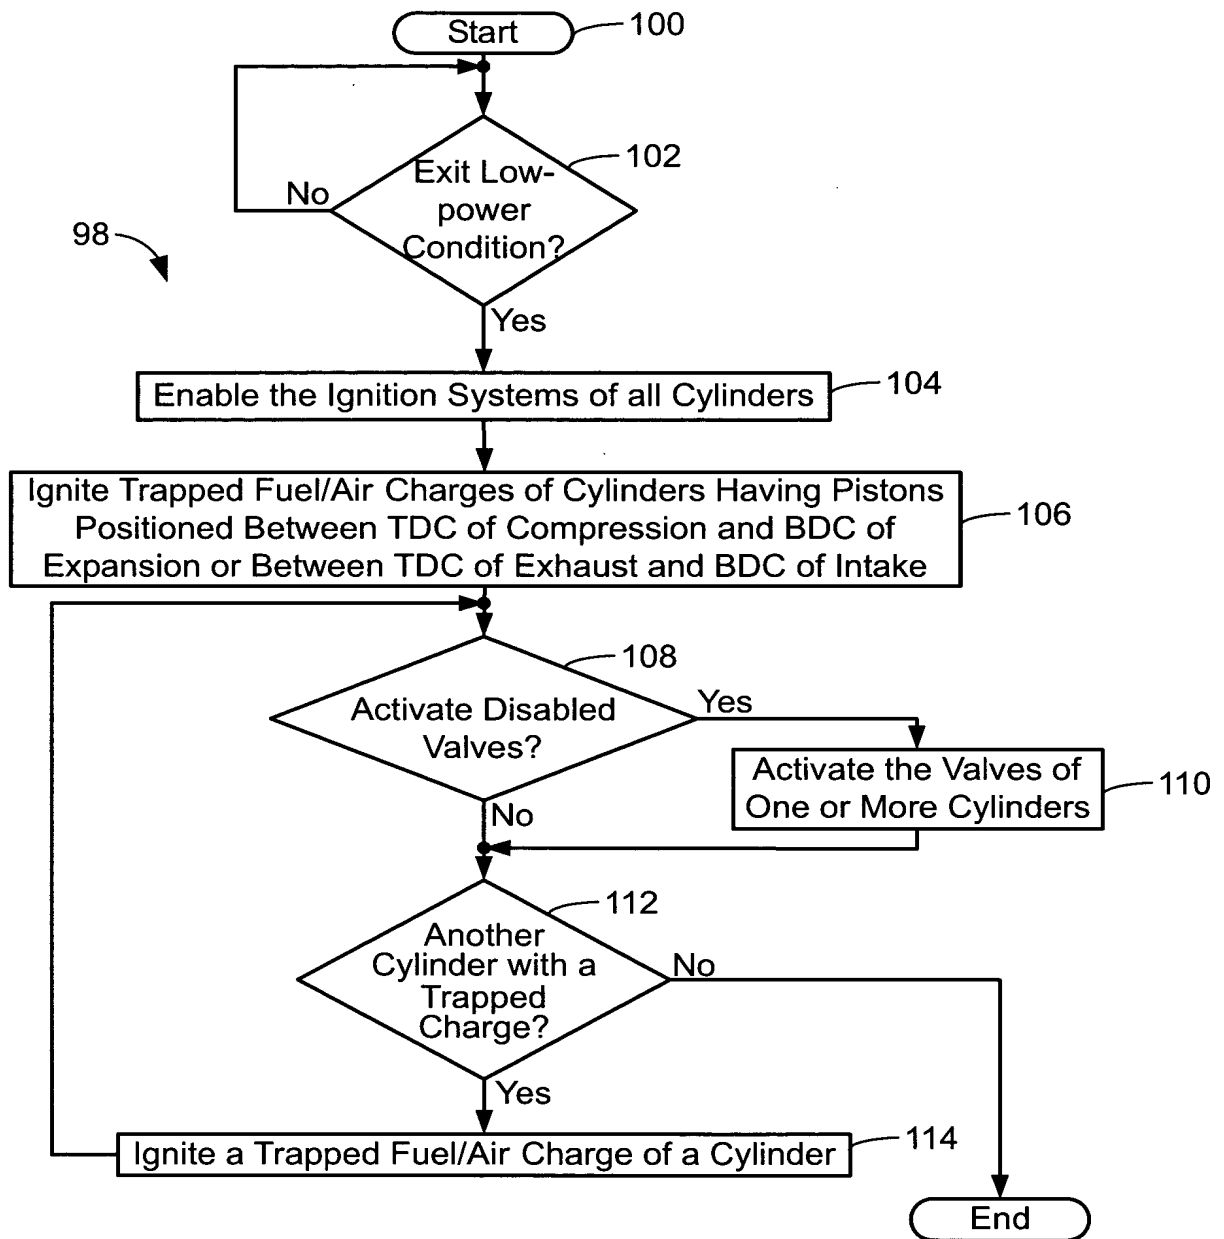 Start
100
102
Exit Low-
power
Condition?
No
98
Yes
Enable the Ignition Systems of all Cylinders
104
Ignite Trapped Fuel/Air Charges of Cylinders Having Pistons
Positioned Between TDC of Compression and BDC of
Expansion or Between TDC of Exhaust and BDC of Intake
106
108
Activate Disabled
Valves?
Yes
Activate the Valves of
One or More Cylinders
110
No
112
Another
Cylinder with a
Trapped
Charge?
No
Yes
Ignite a Trapped Fuel/Air Charge of a Cylinder
114
End